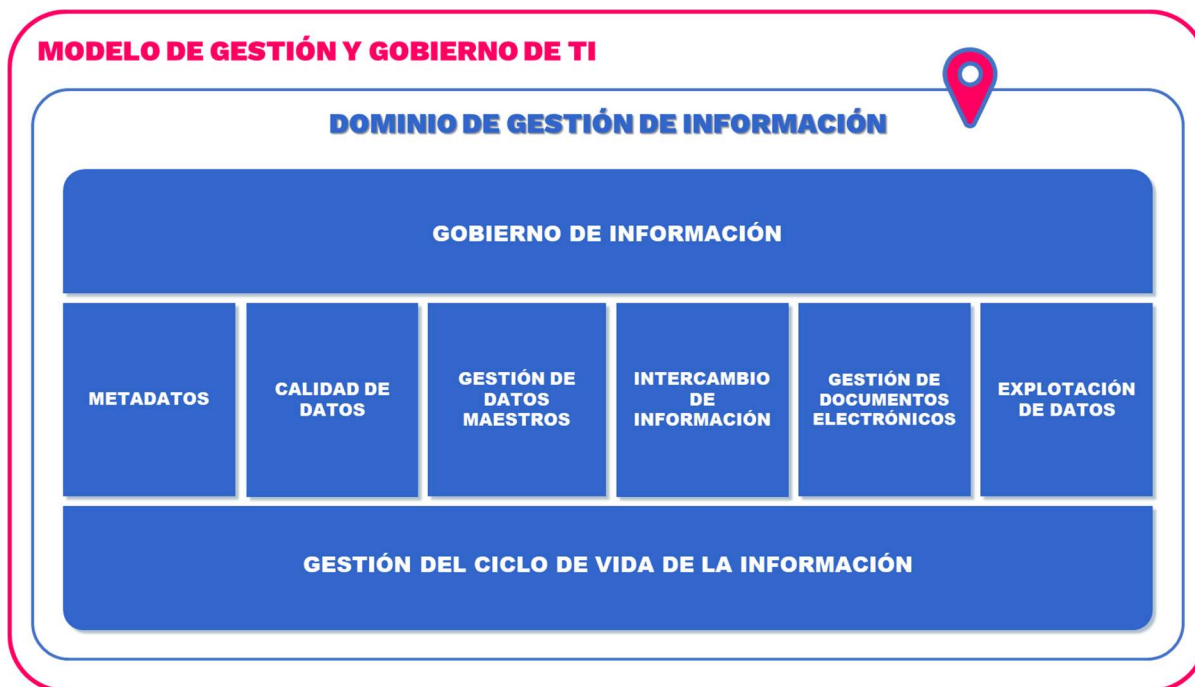 MODELO DE GESTIÓN Y GOBIERNO DE TI
DOMINIO DE GESTIÓN DE INFORMACIÓN
GOBIERNO DE INFORMACIÓN
METADATOS
CALIDAD DE
DATOS
GESTIÓN DE
DATOS
MAESTROS
INTERCAMBIO
DE
INFORMACIÓN
GESTIÓN DE
DOCUMENTOS
ELECTRÓNICOS
EXPLOTACIÓN
DE DATOS
GESTIÓN DEL CICLO DE VIDA DE LA INFORMACIÓN